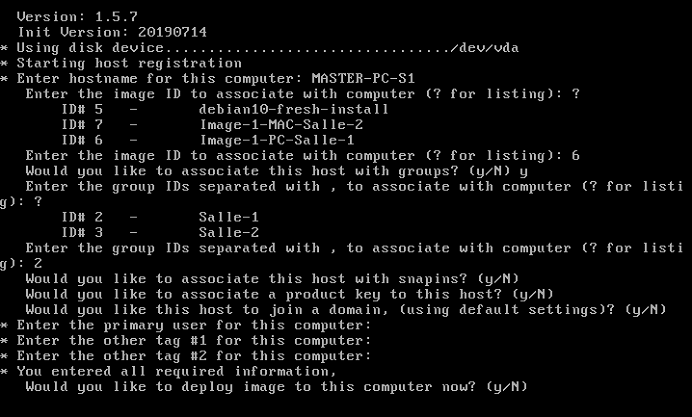 Version: 1.5.7
Init Version: 20190714
* Using disk device................................/dev/vda
* Starting host registration
* Enter hostname for this computer: MASTER-PC-S1
Enter the image ID to associate with computer (? for listing): ?
ID# 5 - debian10-fresh-install
ID# 7 - Image-1-MAC-Salle-2
ID# 6 - Image-1-PC-Salle-1
Enter the image ID to associate with computer (? for listing): 6
Would you like to associate this host with groups? (y/N) y
Enter the group IDs separated with , to associate with computer (? for listi
g): ?
ID# 2 - Salle-1
ID# 3 - Salle-2
Enter the group IDs separated with , to associate with computer (? for listi
g): 2
Would you like to associate this host with snapins? (y/N)
Would you like to associate a product key to this host? (y/N)
Would you like this host to join a domain, (using default settings)? (y/N)
* Enter the primary user for this computer:
* Enter the other tag #1 for this computer:
* Enter the other tag #2 for this computer:
* You entered all required information,
Would you like to deploy image to this computer now? (y/N)